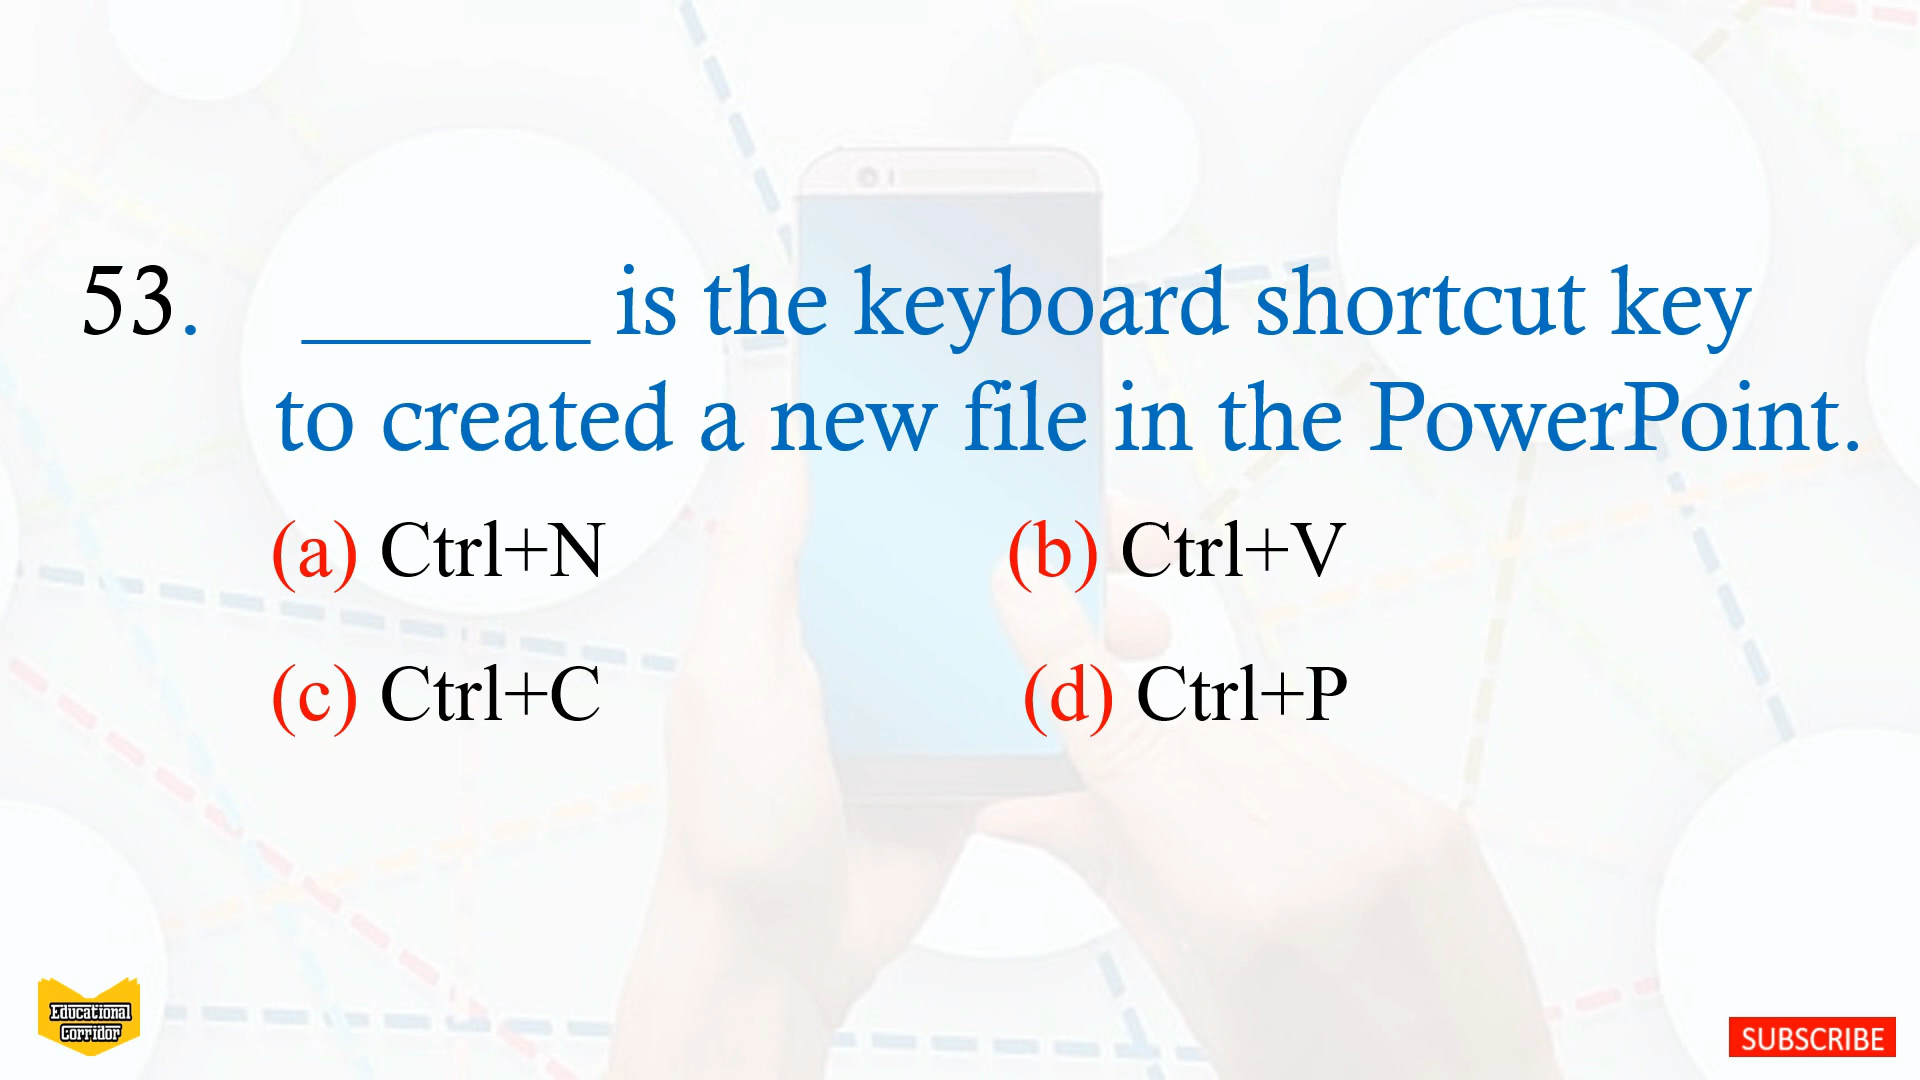 53. ______ is the keyboard shortcut key
to created a new file in the PowerPoint.
(a) Ctrl+N (b) Ctrl+V
(c) Ctrl+C (d) Ctrl+P
Educational
Corridor
SUBSCRIBE